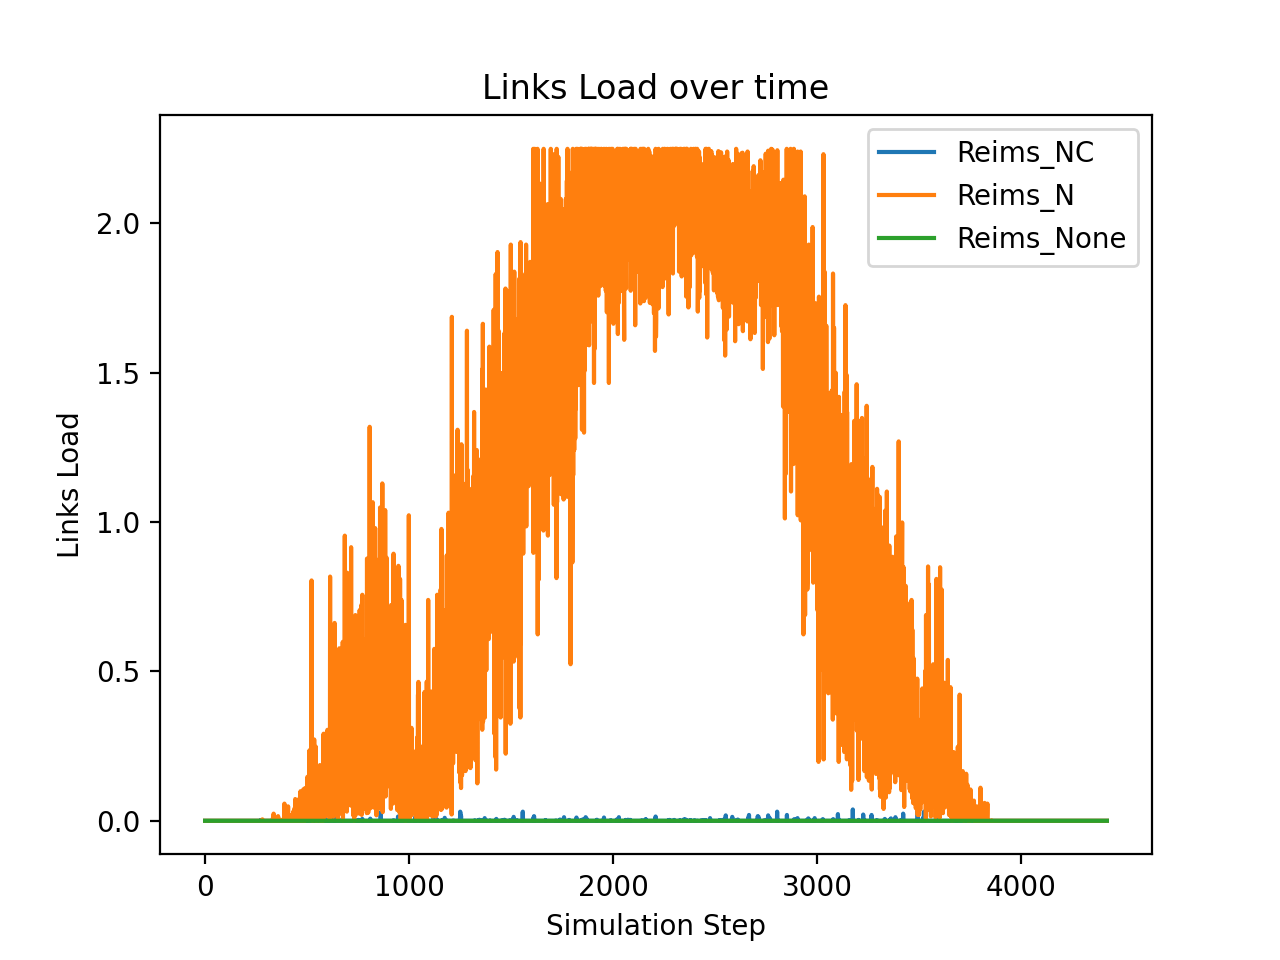 Links Load over time
Reims_NC
Reims_N
Reims_None
Links Load
2.0
1.5
1.0
0.5
0.0
0
1000
2000
3000
4000
Simulation Step